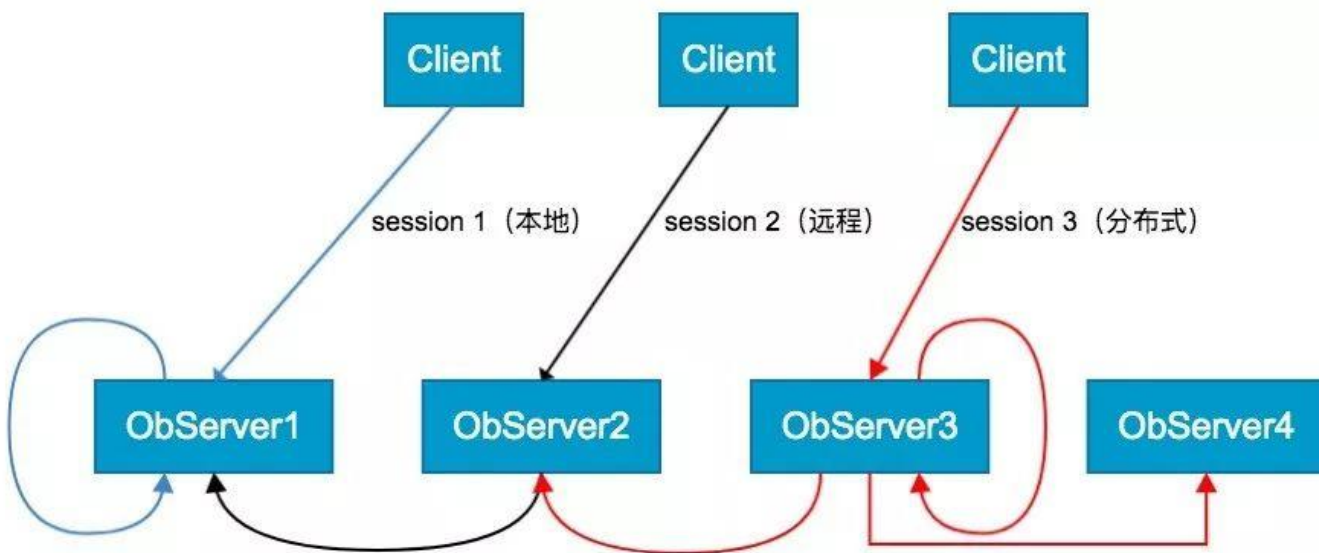 Client
Client
Client
session 1（本地）
session 2（远程）
session 3（分布式）
ObServer1
ObServer2
ObServer3
ObServer4